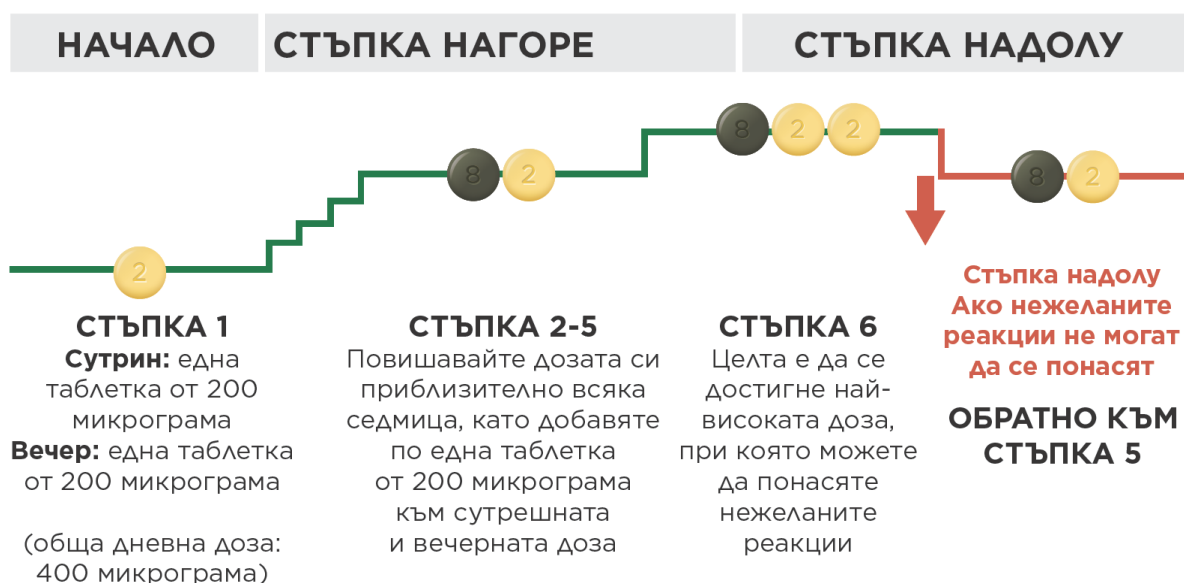 НАЧАЛО
СТЪПКА НАГОРЕ
СТЪПКА НАДОЛУ
2
8 2
8 2 2
8 2
СТЪПКА 1
Сутрин: една
таблетка от 200
микрограма
Вечер: една таблетка
от 200 микрограма
(обща дневна доза:
400 микрограма)
СТЪПКА 2-5
Повишавайте дозата си
приблизително всяка
седмица, като добавяте
по една таблетка
от 200 микрограма
към сутрешната
и вечерната доза
СТЪПКА 6
Целта е да се
достигне най-
високата доза,
при която можете
да понасяте
нежеланите
реакции
Стъпка надолу
Ако нежеланите
реакции не могат
да се понасят
ОБРАТНО КЪМ
СТЪПКА 5